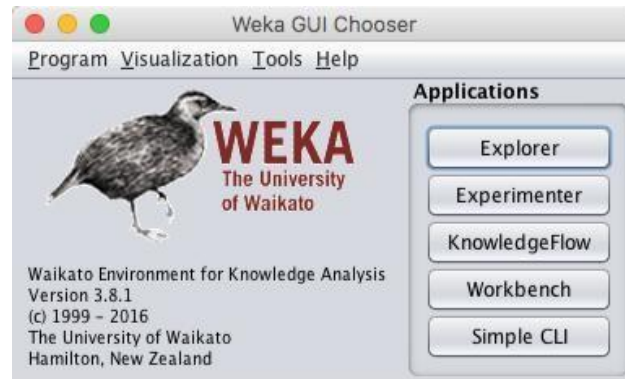 Weka GUI Chooser
Program Visualization Tools Help
WEKA
The University
of Waikato
Waikato Environment for Knowledge Analysis
Version 3.8.1
(c) 1999 - 2016
The University of Waikato
Hamilton, New Zealand
Applications
Explorer
Experimenter
KnowledgeFlow
Workbench
Simple CLI